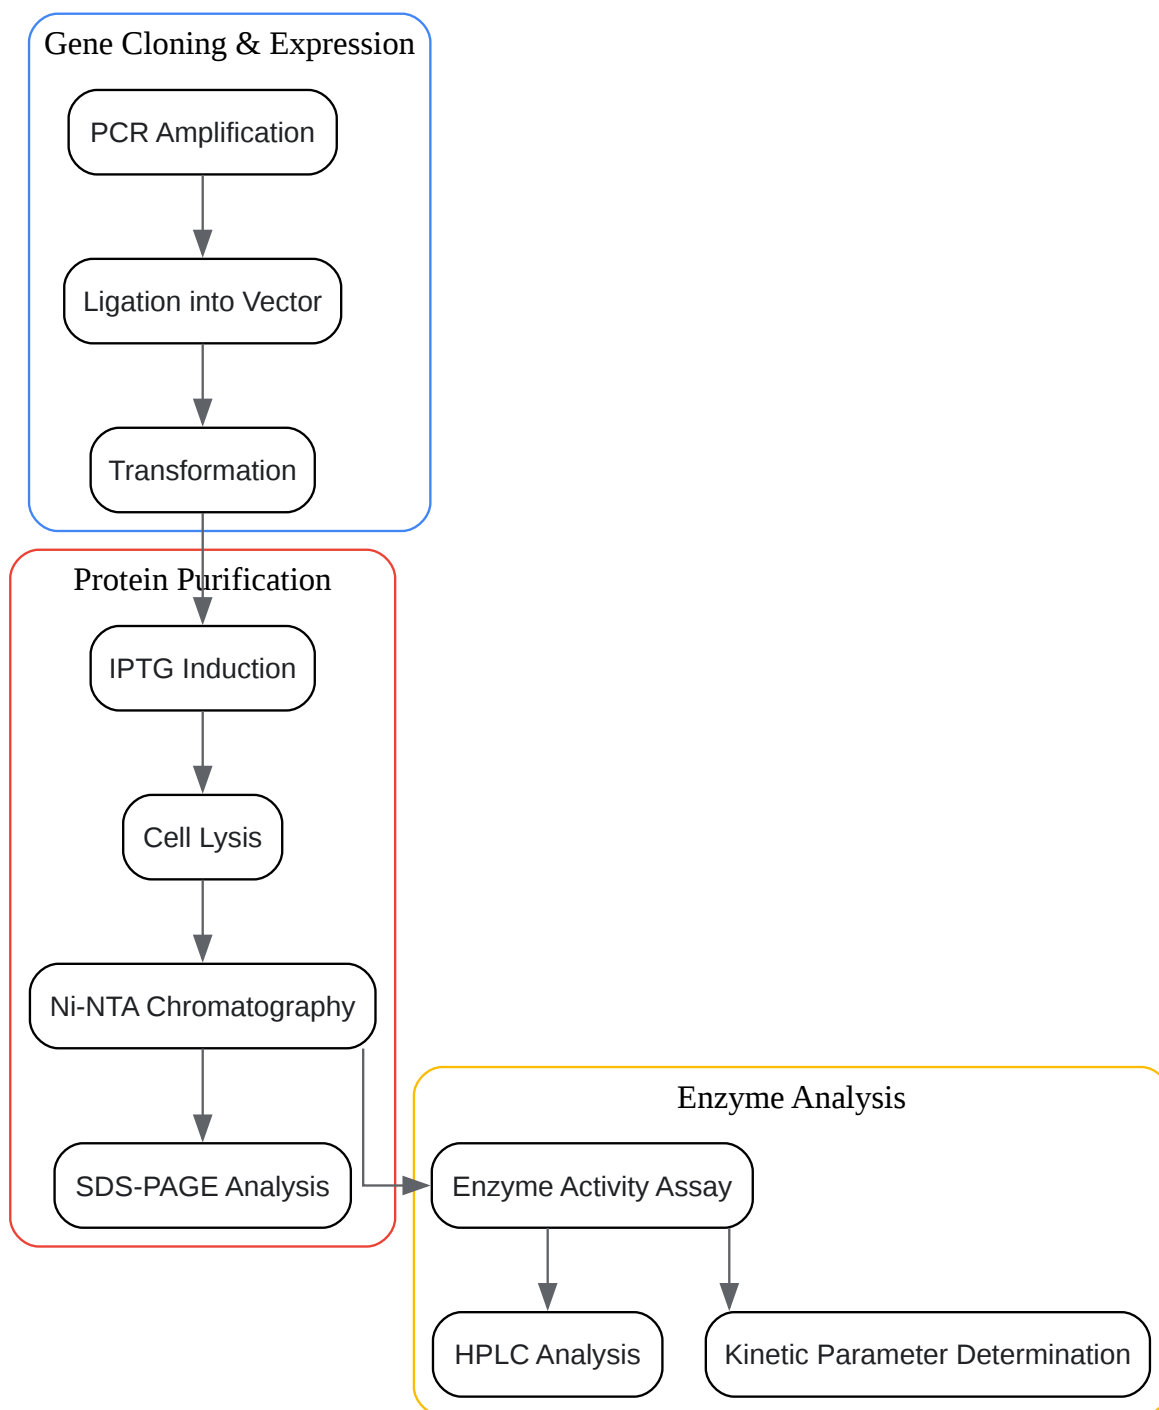 Gene Cloning & Expression
PCR Amplification
Ligation into Vector
Transformation
Protein Purification
IPTG Induction
Cell Lysis
Ni-NTA Chromatography
SDS-PAGE Analysis
Enzyme Analysis
Enzyme Activity Assay
HPLC Analysis
Kinetic Parameter Determination